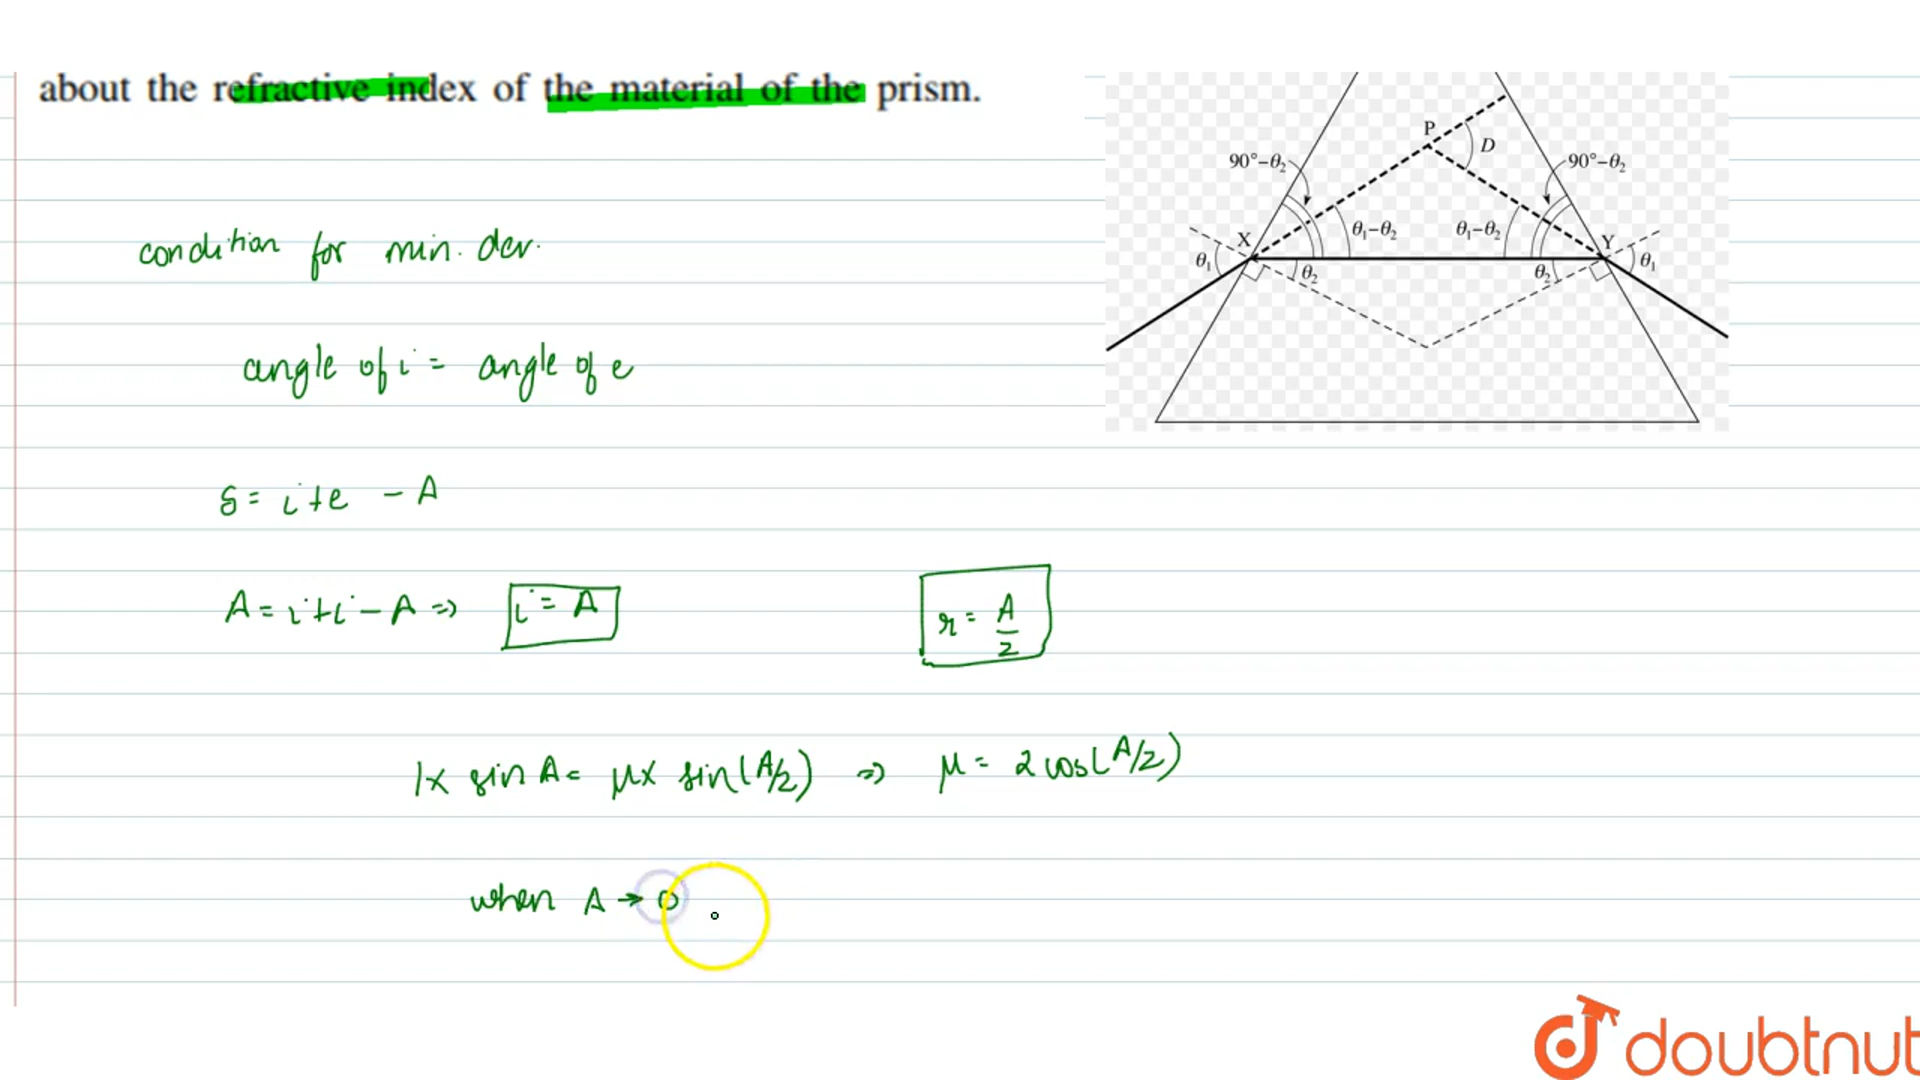 about the refractive index of the material of the prism.
P
D
90°−θ₂
90°−θ₂
θ₁−θ₂
θ₁−θ₂
X
Y
θ₁
θ₂
θ₂
θ₁
condition for min. dev.
angle of i = angle of e
δ = i+e − A
A = i+i − A ⇒ i = A
r = A/2
1× sin A = μ× sin(A/2) ⇒ μ = 2 cos(A/2)
when A → 0
doubtnut